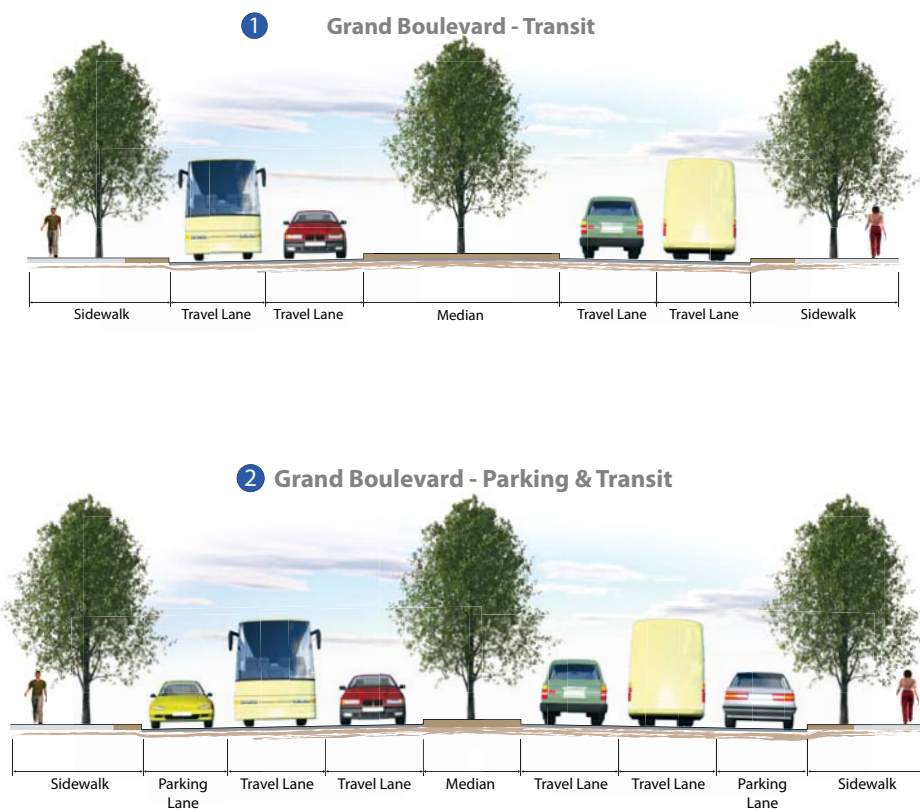 1 Grand Boulevard - Transit
Sidewalk Travel Lane Travel Lane Median Travel Lane Travel Lane Sidewalk
2 Grand Boulevard - Parking & Transit
Sidewalk Parking Travel Lane Travel Lane Median Travel Lane Travel Lane Parking Sidewalk
Lane Lane